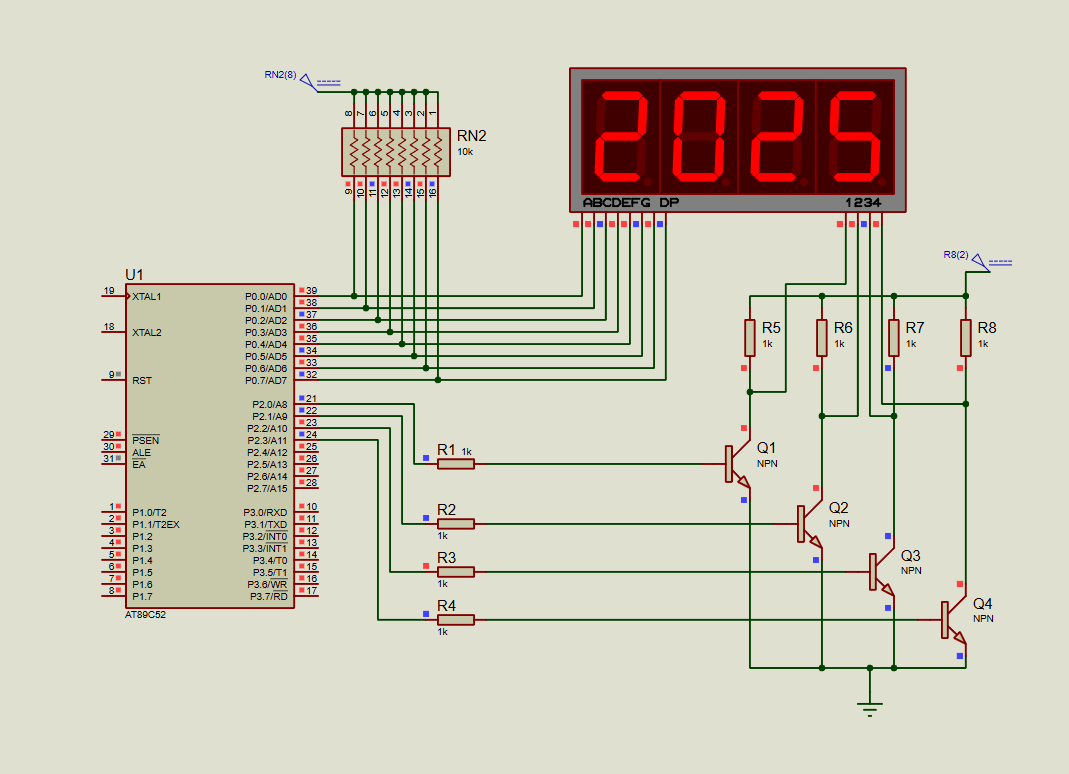 RN2(8)
8 7 6 5 4 3 2 1
RN2
10k
9 10 11 12 13 14 15 16
2025
ABCDEFG DP
1234
R8(2)
R5
1k
R6
1k
R7
1k
R8
1k
U1
19 XTAL1
18 XTAL2
9 RST
29 PSEN
30 ALE
31 EA
1 P1.0/T2
2 P1.1/T2EX
3 P1.2
4 P1.3
5 P1.4
6 P1.5
7 P1.6
8 P1.7
P0.0/AD0 39
P0.1/AD1 38
P0.2/AD2 37
P0.3/AD3 36
P0.4/AD4 35
P0.5/AD5 34
P0.6/AD6 33
P0.7/AD7 32
P2.0/A8 21
P2.1/A9 22
P2.2/A10 23
P2.3/A11 24
P2.4/A12 25
P2.5/A13 26
P2.6/A14 27
P2.7/A15 28
P3.0/RXD 10
P3.1/TXD 11
P3.2/INT0 12
P3.3/INT1 13
P3.4/T0 14
P3.5/T1 15
P3.6/WR 16
P3.7/RD 17
AT89C52
R1 1k
R2
1k
R3
1k
R4
1k
Q1
NPN
Q2
NPN
Q3
NPN
Q4
NPN